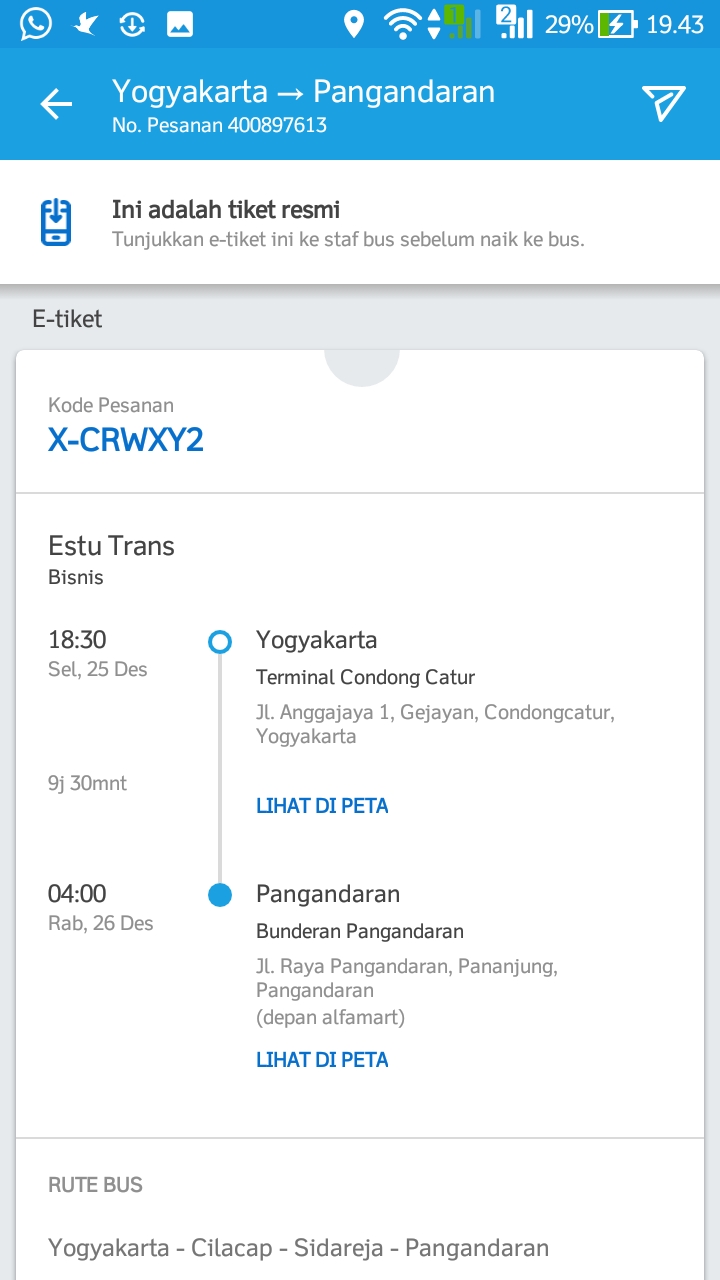 1 2 29% 19.43
Yogyakarta → Pangandaran
No. Pesanan 400897613
Ini adalah tiket resmi
Tunjukkan e-tiket ini ke staf bus sebelum naik ke bus.
E-tiket
Kode Pesanan
X-CRWXY2
Estu Trans
Bisnis
18:30 Yogyakarta
Sel, 25 Des Terminal Condong Catur
Jl. Anggajaya 1, Gejayan, Condongcatur,
Yogyakarta
9j 30mnt
LIHAT DI PETA
04:00 Pangandaran
Rab, 26 Des Bunderan Pangandaran
Jl. Raya Pangandaran, Pananjung,
Pangandaran
(depan alfamart)
LIHAT DI PETA
RUTE BUS
Yogyakarta - Cilacap - Sidareja - Pangandaran